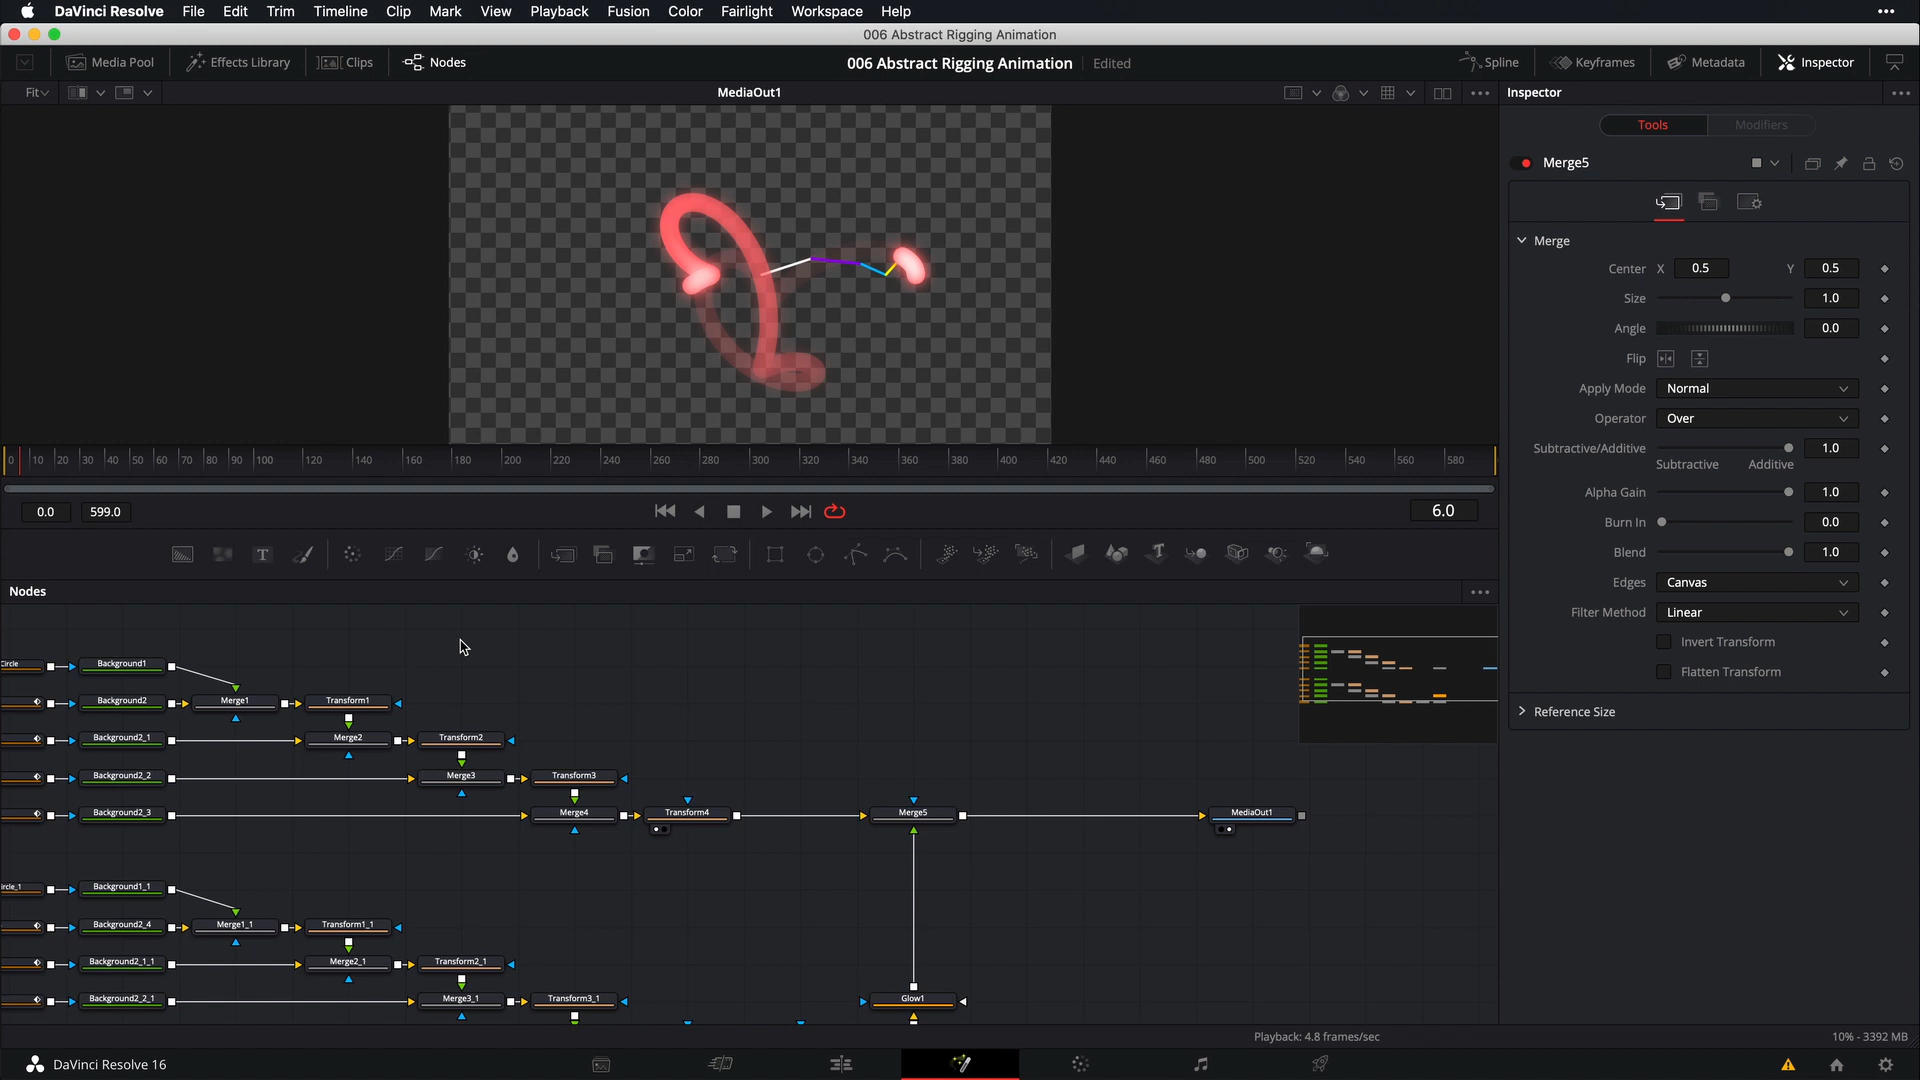 DaVinci Resolve File Edit Trim Timeline Clip Mark View Playback Fusion Color Fairlight Workspace Help
006 Abstract Rigging Animation
Media Pool Effects Library Clips Nodes 006 Abstract Rigging Animation Edited Spline Keyframes Metadata Inspector
Fit MediaOut1 Inspector
Tools Modifiers
Merge5
Merge
Center X 0.5 Y 0.5
Size 1.0
Angle 0.0
Flip
Apply Mode Normal
Operator Over
Subtractive/Additive 1.0
Subtractive Additive
Alpha Gain 1.0
Burn In 0.0
Blend 1.0
Edges Canvas
Filter Method Linear
Invert Transform
Flatten Transform
Reference Size
0 10 20 30 40 50 60 70 80 90 100 120 140 160 180 200 220 240 260 280 300 320 340 360 380 400 420 440 460 480 500 520 540 560 580
0.0 599.0 6.0
T
Nodes
Circle Background1
Background2 Merge1 Transform1
Background2_1 Merge2 Transform2
Background2_2 Merge3 Transform3
Background2_3 Merge4 Transform4 Merge5 MediaOut1
ircle_1 Background1_1
Background2_4 Merge1_1 Transform1_1
Background2_1_1 Merge2_1 Transform2_1
Background2_2_1 Merge3_1 Transform3_1 Glow1
Playback: 4.8 frames/sec 10% - 3392 MB
DaVinci Resolve 16